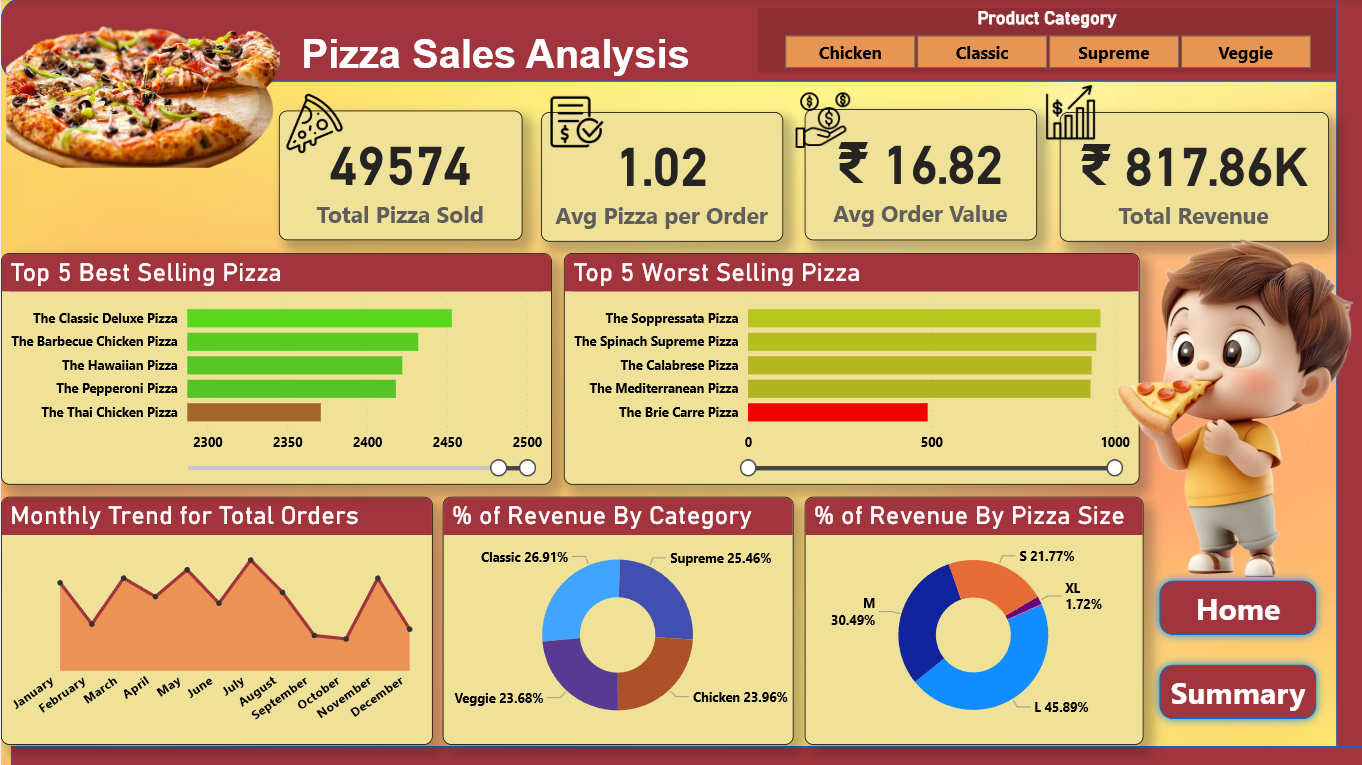 Pizza Sales Analysis
Product Category
Chicken
Classic
Supreme
Veggie
49574
Total Pizza Sold
1.02
Avg Pizza per Order
₹ 16.82
Avg Order Value
₹ 817.86K
Total Revenue
Top 5 Best Selling Pizza
The Classic Deluxe Pizza
The Barbecue Chicken Pizza
The Hawaiian Pizza
The Pepperoni Pizza
The Thai Chicken Pizza
2300 2350 2400 2450 2500
Top 5 Worst Selling Pizza
The Soppressata Pizza
The Spinach Supreme Pizza
The Calabrese Pizza
The Mediterranean Pizza
The Brie Carre Pizza
0 500 1000
Monthly Trend for Total Orders
January
February
March
April
May
June
July
August
September
October
November
December
% of Revenue By Category
Classic 26.91%
Supreme 25.46%
Veggie 23.68%
Chicken 23.96%
% of Revenue By Pizza Size
S 21.77%
XL
1.72%
M
30.49%
L 45.89%
Home
Summary